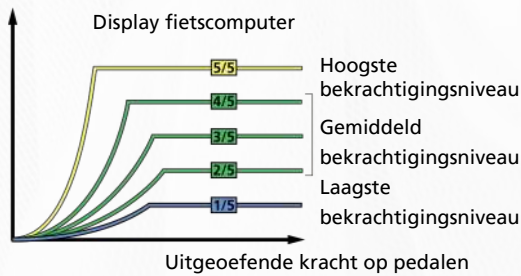 Display fietscomputer
5/5
Hoogste
bekrachtigingsniveau
4/5
Gemiddeld
3/5
bekrachtigingsniveau
2/5
Laagste
1/5
bekrachtigingsniveau
Uitgeoefende kracht op pedalen